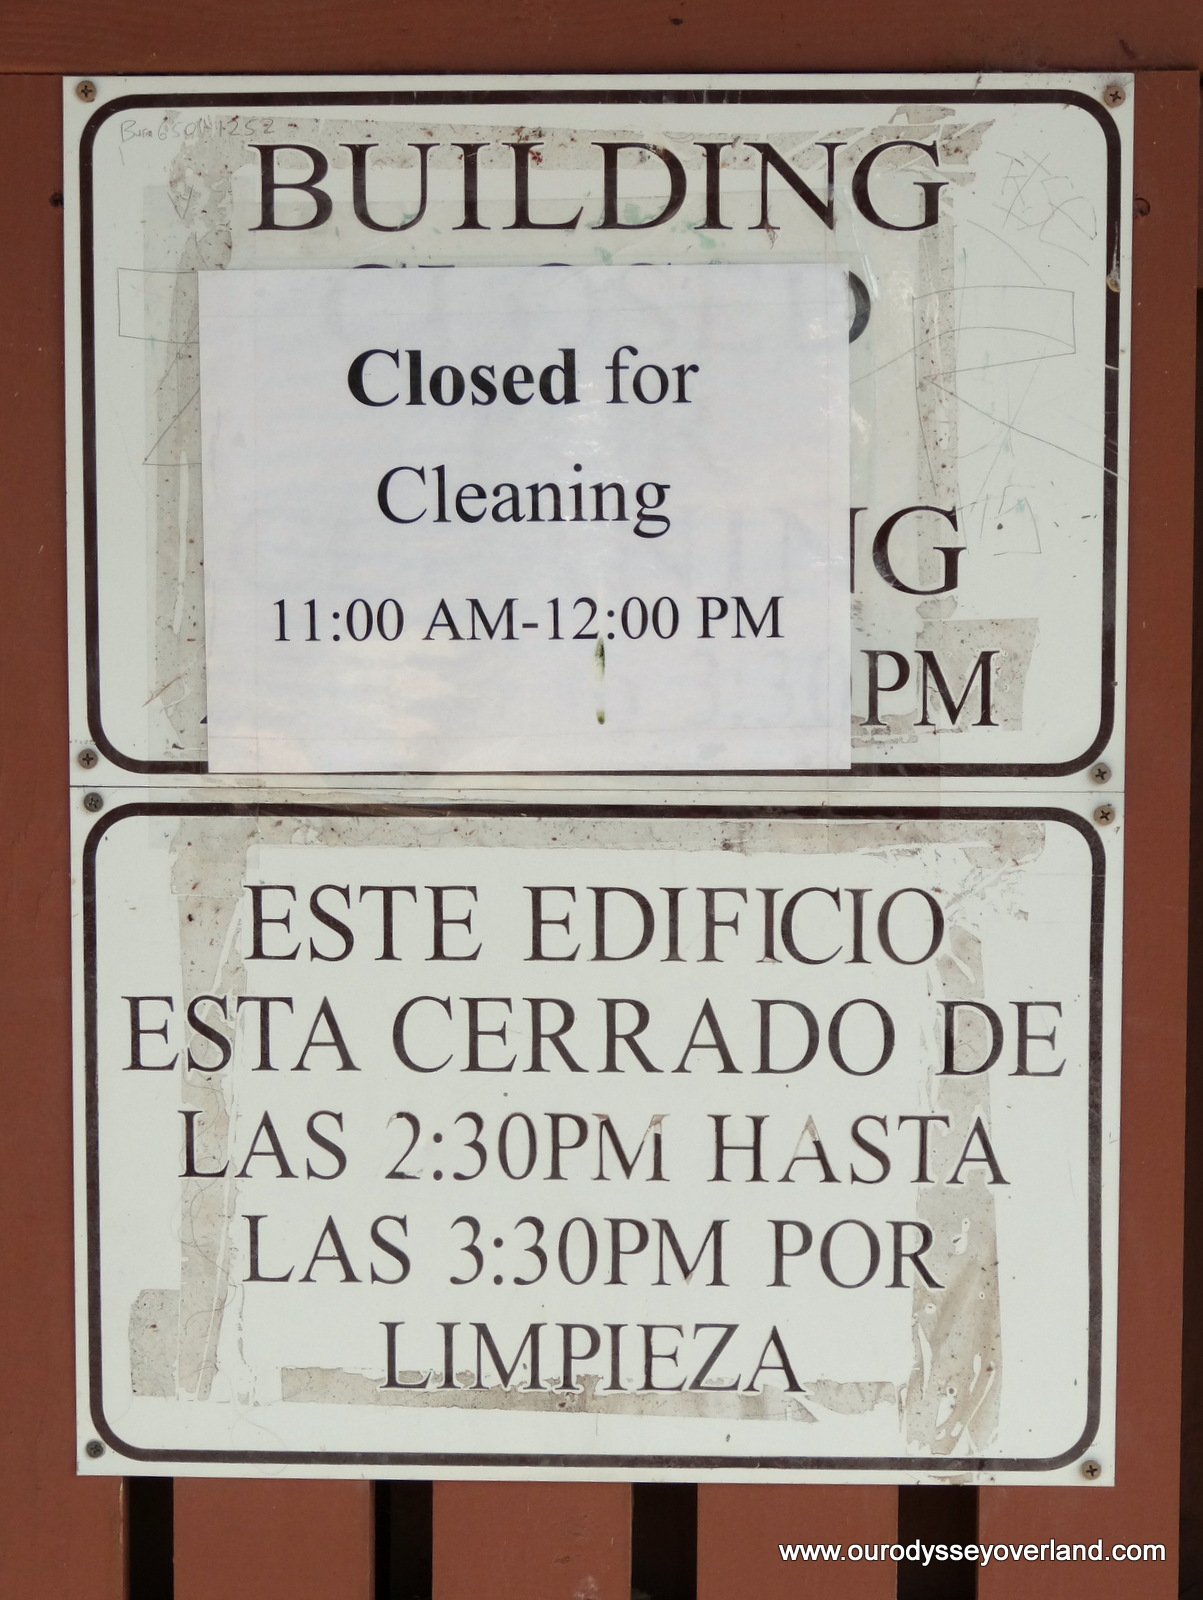 BUILDING
Closed for
Cleaning
11:00 AM-12:00 PM
PM
ESTE EDIFICIO
ESTA CERRADO DE
LAS 2:30PM HASTA
LAS 3:30PM POR
LIMPIEZA
www.ourodysseyoverland.com